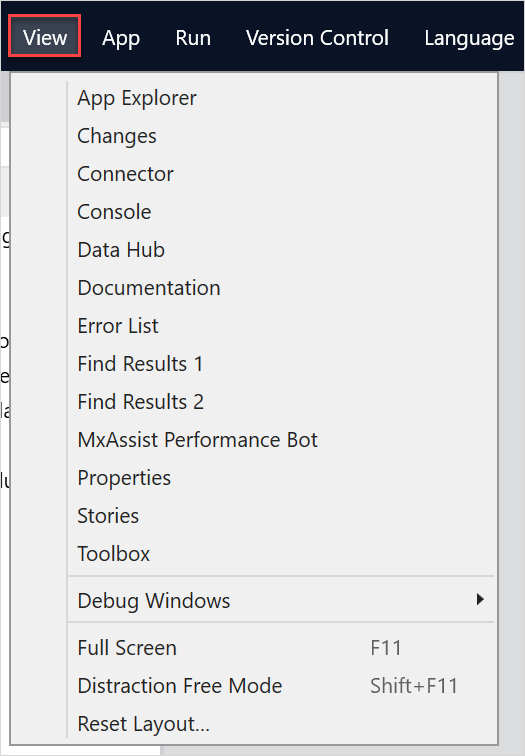 View App Run Version Control Language
App Explorer
Changes
Connector
Console
Data Hub
Documentation
Error List
Find Results 1
Find Results 2
MxAssist Performance Bot
Properties
Stories
Toolbox
Debug Windows
Full Screen F11
Distraction Free Mode Shift+F11
Reset Layout...